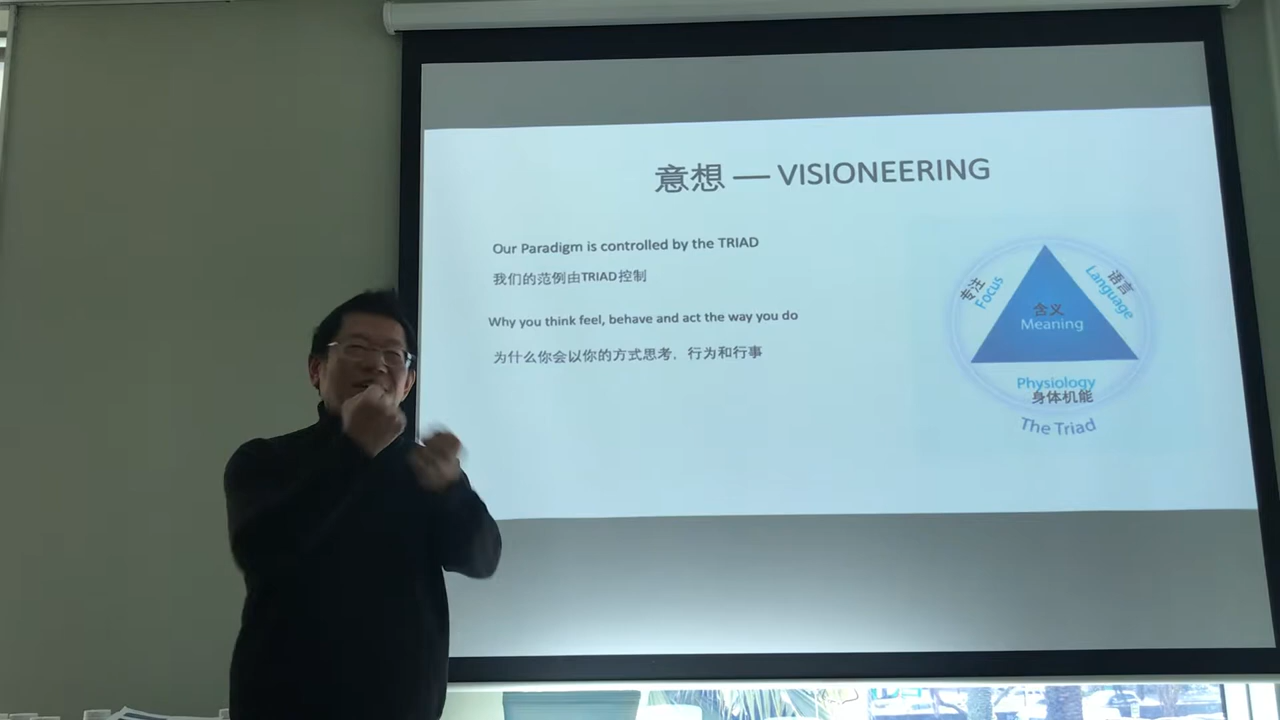 意想 — VISIONEERING
Our Paradigm is controlled by the TRIAD
我们的范例由TRIAD控制
Why you think feel, behave and act the way you do
为什么你会以你的方式思考，行为和行事
专注
Focus
语言
Language
含义
Meaning
Physiology
身体机能
The Triad